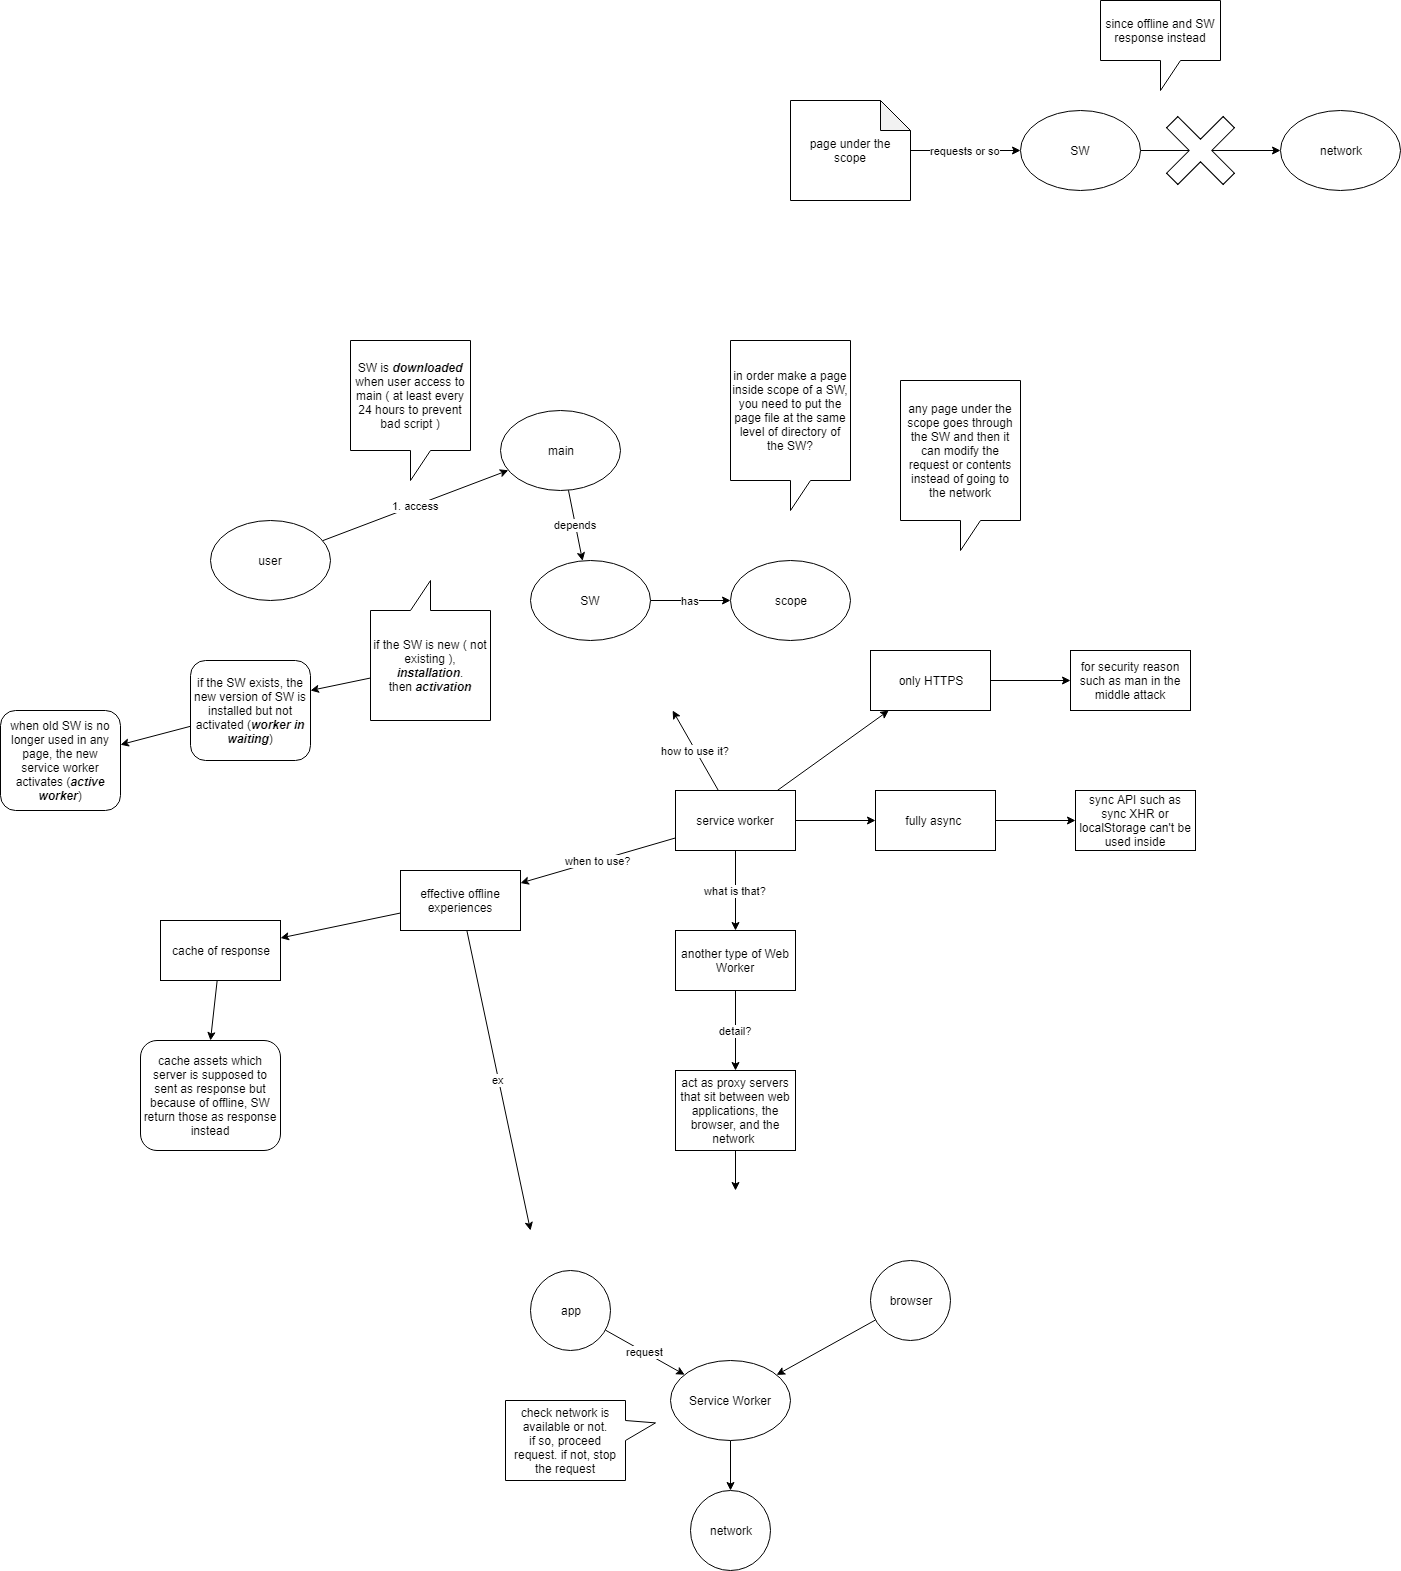 since offline and SW
response instead
page under the
scope
requests or so
SW
network
SW is downloaded
when user access to
main ( at least every
24 hours to prevent
bad script )
main
in order make a page
inside scope of a SW,
you need to put the
page file at the same
level of directory of
the SW?
any page under the
scope goes through
the SW and then it
can modify the
request or contents
instead of going to
the network
1. access
depends
user
SW
has
scope
if the SW is new ( not
existing ),
installation.
then activation
if the SW exists, the
new version of SW is
installed but not
activated (worker in
waiting)
when old SW is no
longer used in any
page, the new
service worker
activates (active
worker)
only HTTPS
for security reason
such as man in the
middle attack
how to use it?
service worker
fully async
sync API such as
sync XHR or
localStorage can't be
used inside
when to use?
what is that?
effective offline
experiences
cache of response
another type of Web
Worker
detail?
cache assets which
server is supposed to
sent as response but
because of offline, SW
return those as response
instead
ex
act as proxy servers
that sit between web
applications, the
browser, and the
network
app
browser
request
Service Worker
check network is
available or not.
if so, proceed
request. if not, stop
the request
network